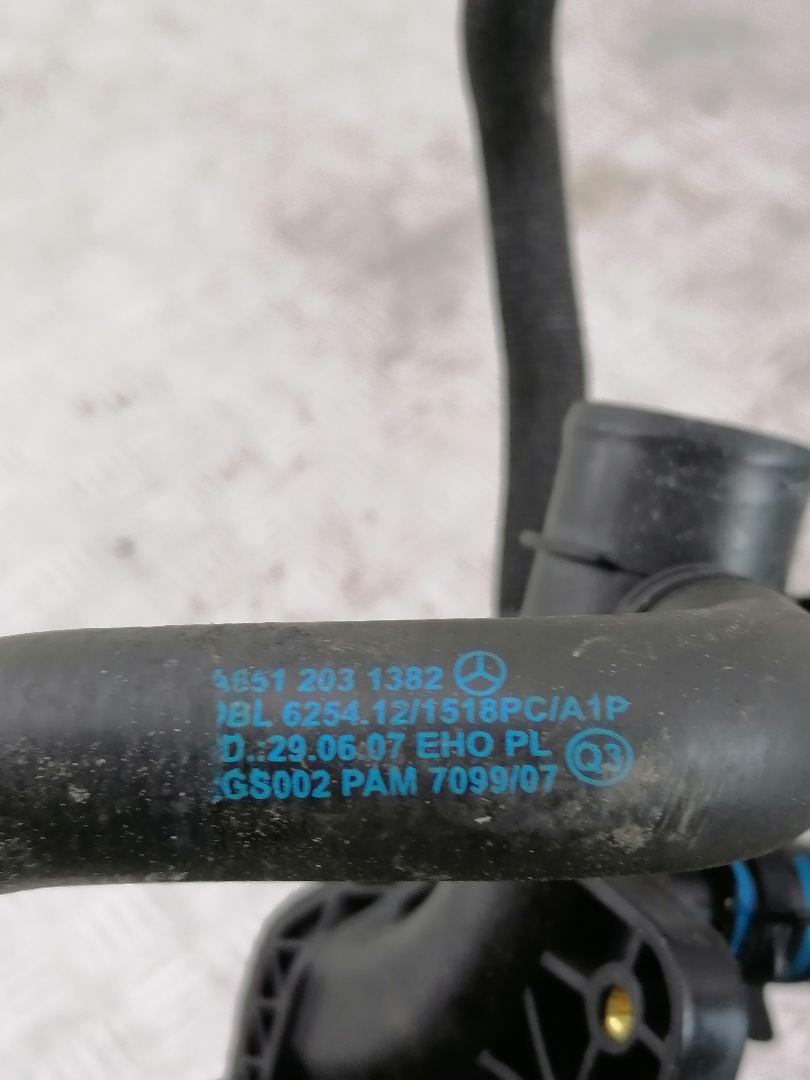 A651 203 1382
DBL 6254.12/1518PC/A1P
D.:29.06.07 EHO PL Q3
GS002 PAM 7099/07